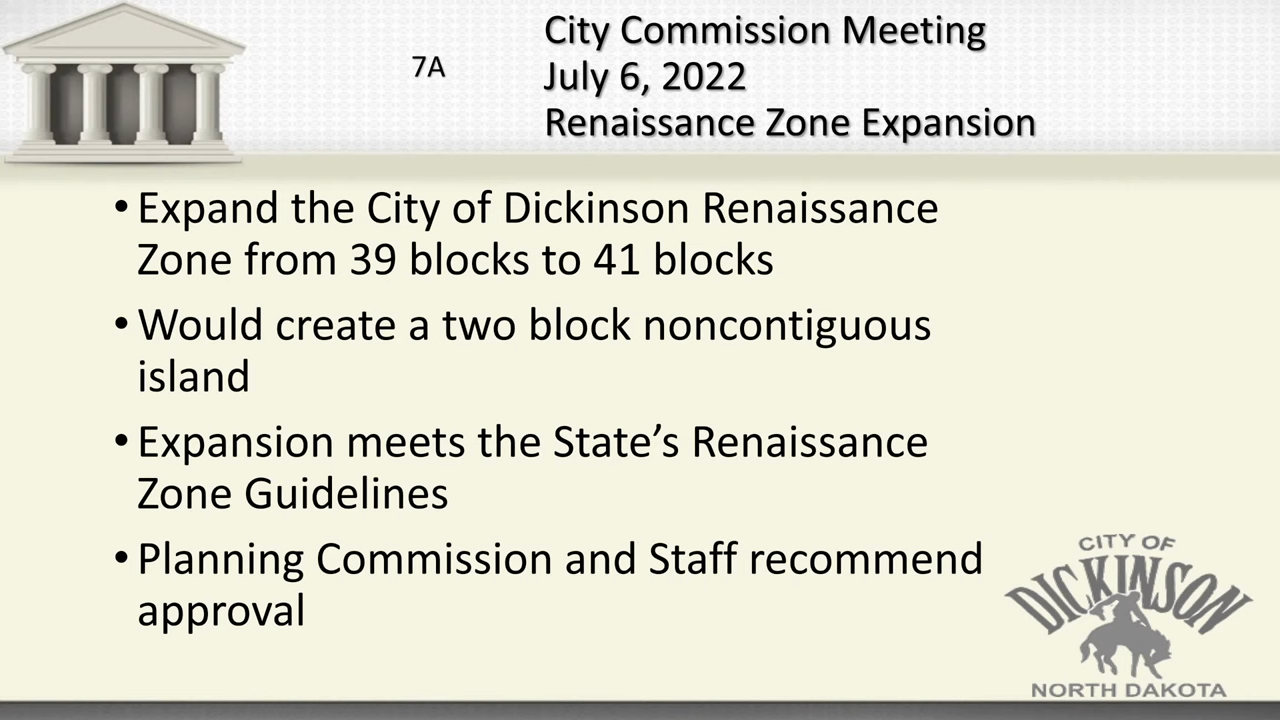 7A
City Commission Meeting
July 6, 2022
Renaissance Zone Expansion
• Expand the City of Dickinson Renaissance
Zone from 39 blocks to 41 blocks
• Would create a two block noncontiguous
island
• Expansion meets the State’s Renaissance
Zone Guidelines
• Planning Commission and Staff recommend
approval
CITY OF
DICKINSON
NORTH DAKOTA